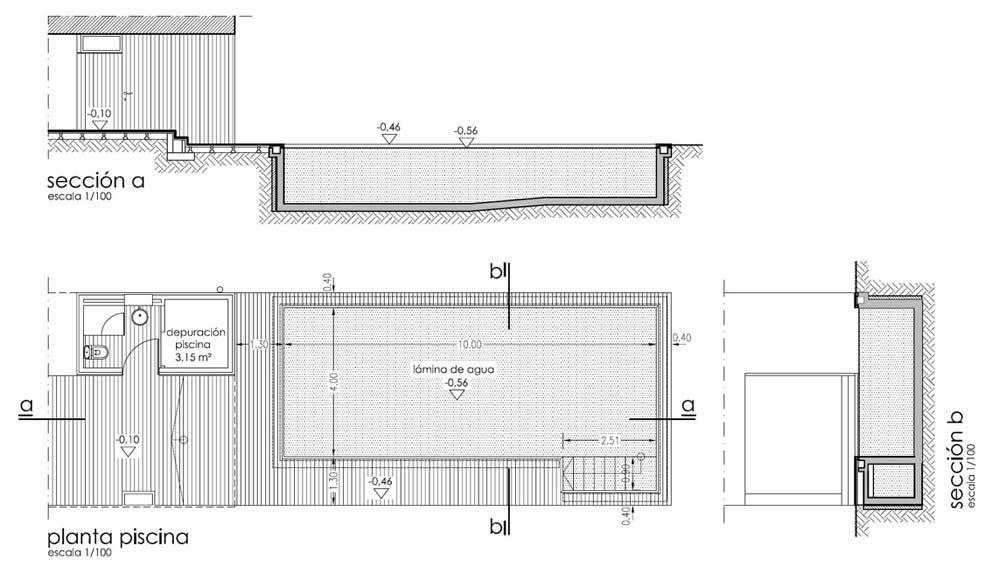 -0,10
-0,46
-0,56
sección a
escala 1/100
b
0,40
depuración
piscina
3,15 m²
1,30
10.00
0,40
4.00
lámina de agua
-0,56
a
a
2.51
-0,10
1,30
-0,46
0,90
0,40
b
planta piscina
escala 1/100
sección b
escala 1/100